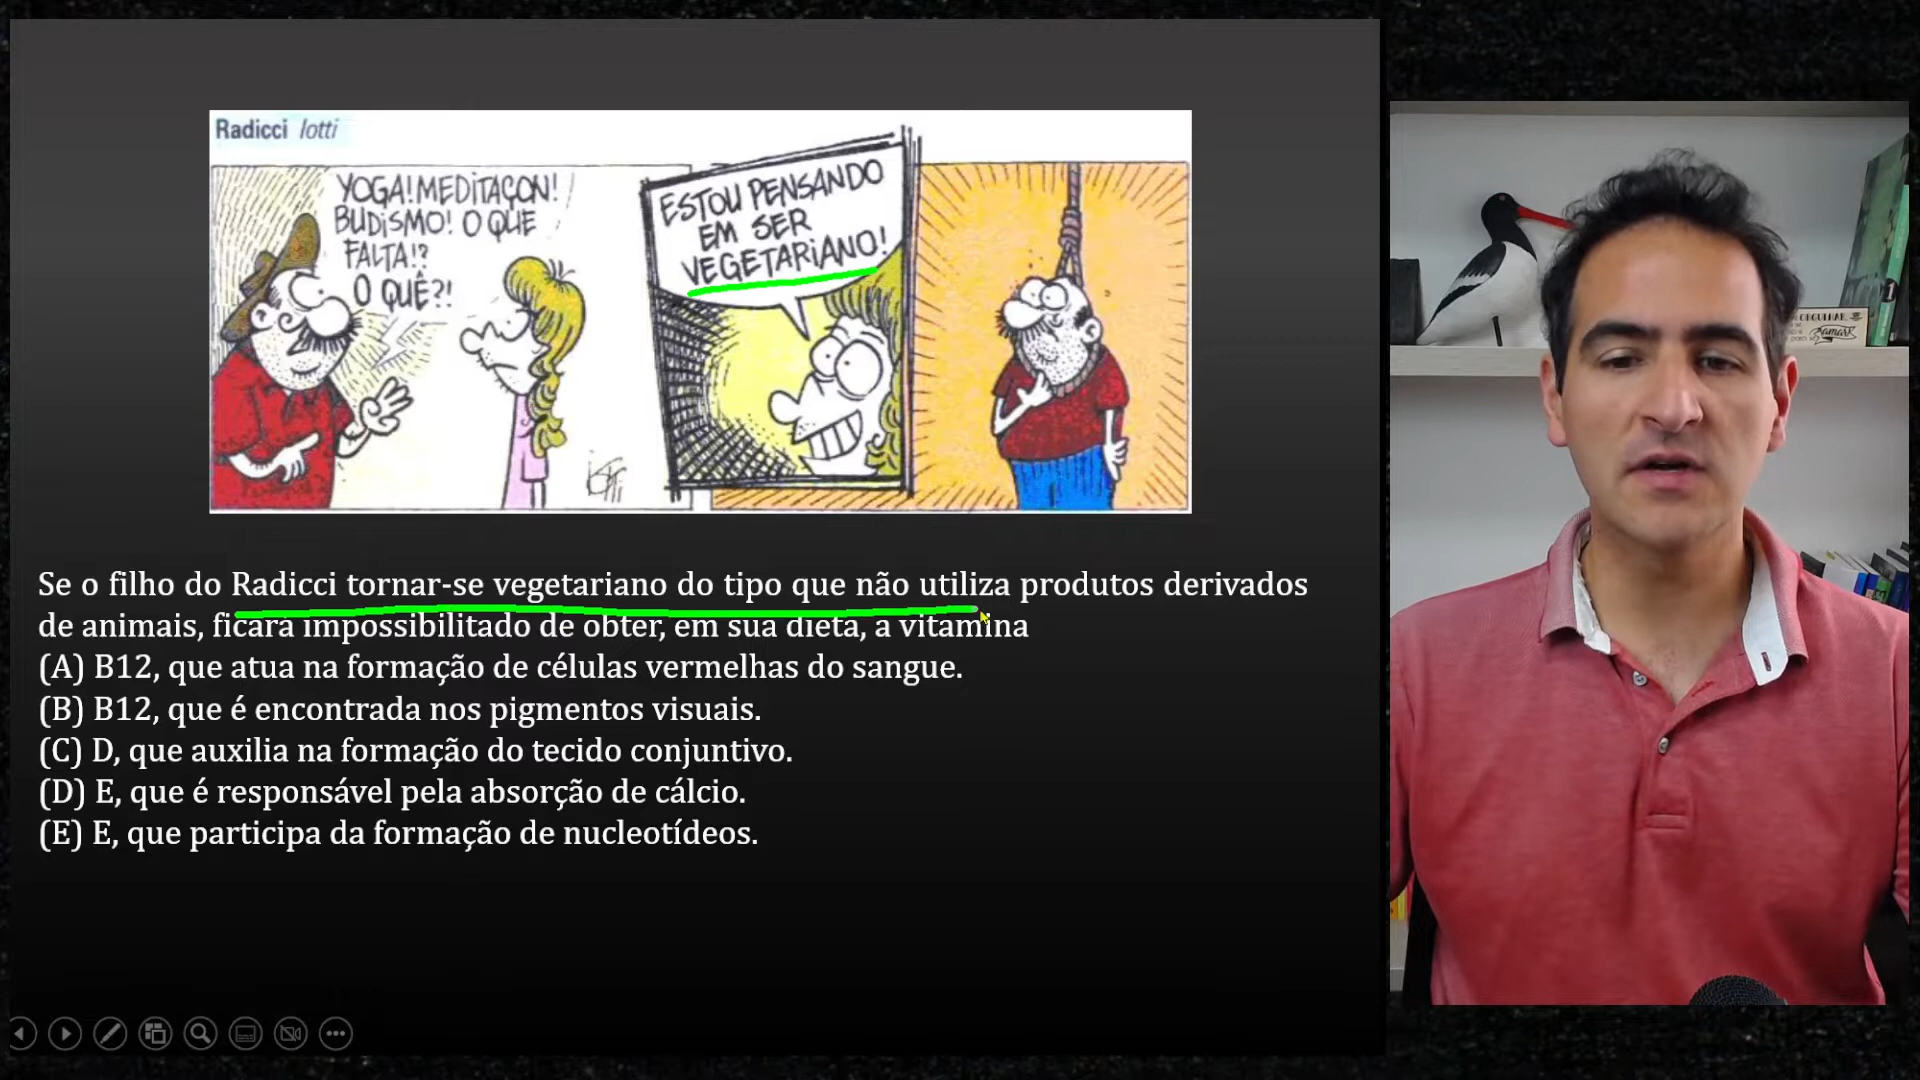 Radicci Iotti
YOGA! MEDITAÇON!
BUDISMO! O QUE
FALTA!?
O QUÊ?!
ESTOU PENSANDO
EM SER
VEGETARIANO!
Se o filho do Radicci tornar-se vegetariano do tipo que não utiliza produtos derivados
de animais, ficará impossibilitado de obter, em sua dieta, a vitamina
(A) B12, que atua na formação de células vermelhas do sangue.
(B) B12, que é encontrada nos pigmentos visuais.
(C) D, que auxilia na formação do tecido conjuntivo.
(D) E, que é responsável pela absorção de cálcio.
(E) E, que participa da formação de nucleotídeos.